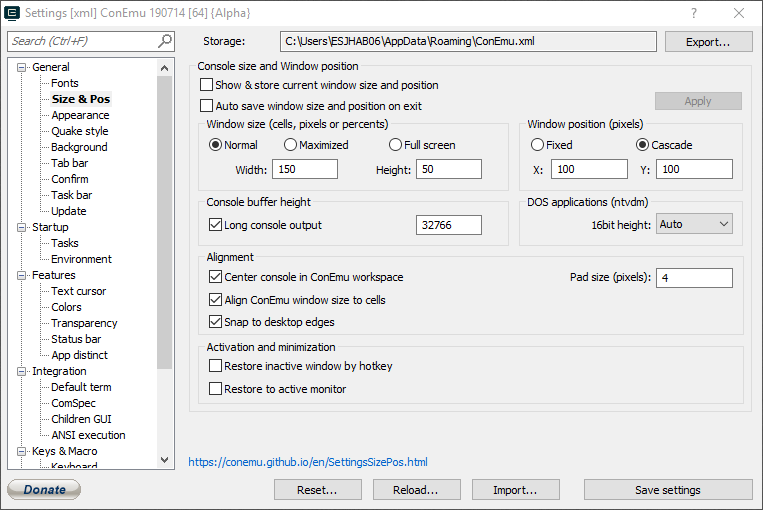 Settings [xml] ConEmu 190714 [64] {Alpha}
Search (Ctrl+F)
Storage:
C:\Users\ESJHAB06\AppData\Roaming\ConEmu.xml
Export...
General
Fonts
Size & Pos
Appearance
Quake style
Background
Tab bar
Confirm
Task bar
Update
Startup
Tasks
Environment
Features
Text cursor
Colors
Transparency
Status bar
App distinct
Integration
Default term
ComSpec
Children GUI
ANSI execution
Keys & Macro
Keyboard
Console size and Window position
Show & store current window size and position
Auto save window size and position on exit
Apply
Window size (cells, pixels or percents)
Normal Maximized Full screen
Width: 150 Height: 50
Window position (pixels)
Fixed Cascade
X: 100 Y: 100
Console buffer height
Long console output 32766
DOS applications (ntvdm)
16bit height: Auto
Alignment
Center console in ConEmu workspace
Pad size (pixels): 4
Align ConEmu window size to cells
Snap to desktop edges
Activation and minimization
Restore inactive window by hotkey
Restore to active monitor
https://conemu.github.io/en/SettingsSizePos.html
Donate
Reset...
Reload...
Import...
Save settings